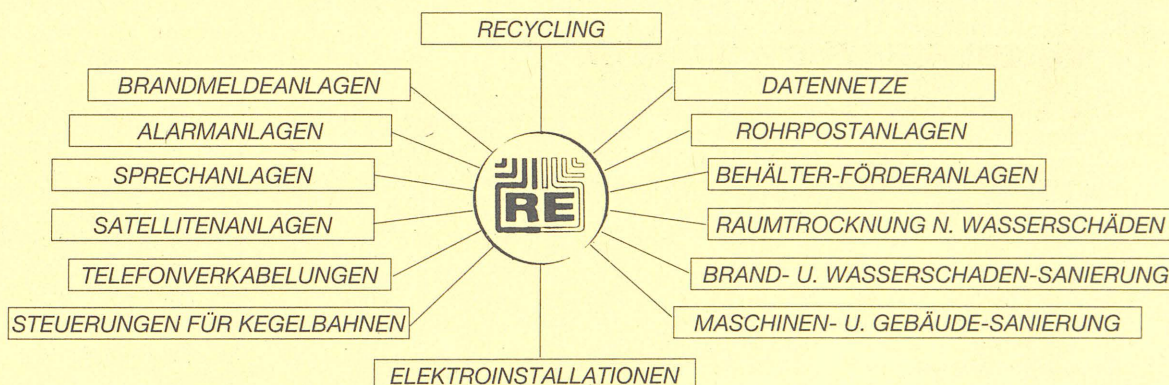 RECYCLING
BRANDMELDEANLAGEN
ALARMANLAGEN
SPRECHANLAGEN
SATELLITENANLAGEN
TELEFONVERKABELUNGEN
STEUERUNGEN FÜR KEGELBAHNEN
RE
DATENNETZE
ROHRPOSTANLAGEN
BEHÄLTER-FÖRDERANLAGEN
RAUMTROCKNUNG N. WASSERSCHÄDEN
BRAND- U. WASSERSCHADEN-SANIERUNG
MASCHINEN- U. GEBÄUDE-SANIERUNG
ELEKTROINSTALLATIONEN